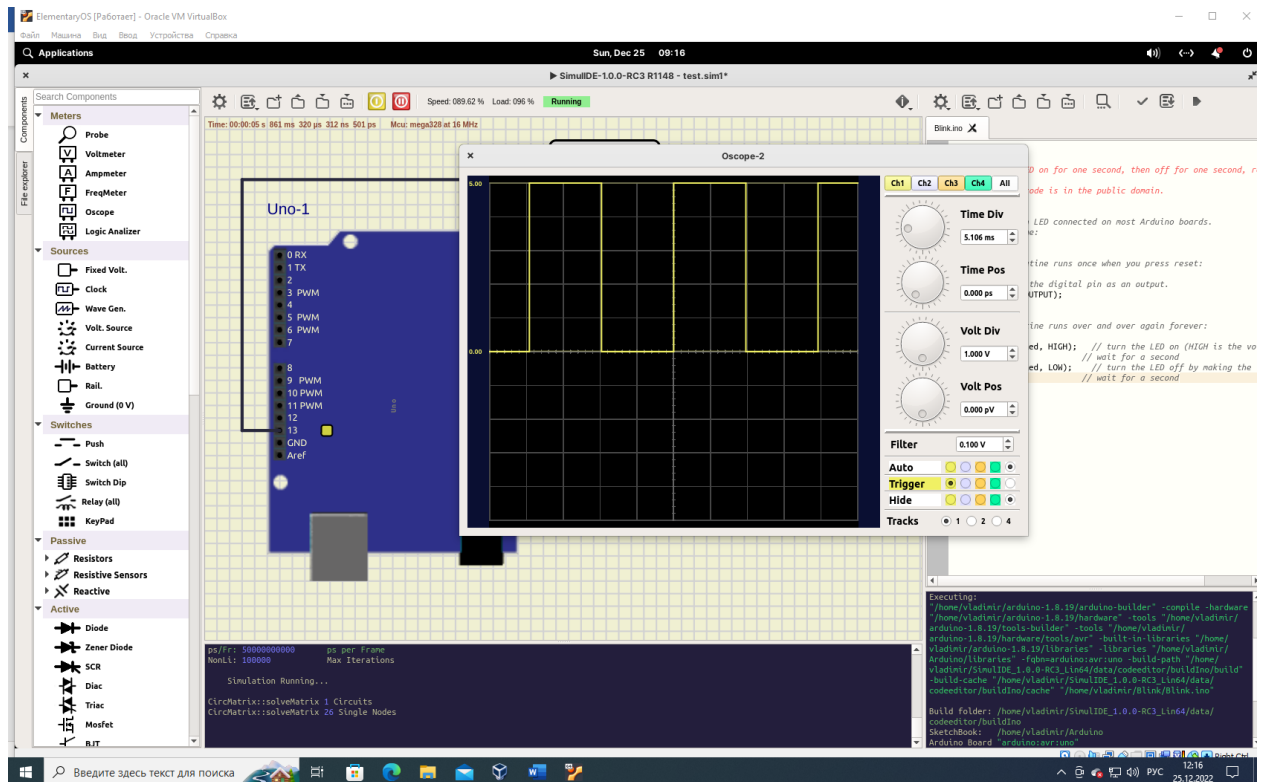 ElementaryOS [Работает] - Oracle VM VirtualBox
Файл Машина Вид Ввод Устройства Справка
Applications
Sun, Dec 25 09:16
SimulIDE-1.0.0-RC3 R1148 - test.sim1*
Components
File explorer
Search Components
Meters
Probe
Voltmeter
Ampmeter
FreqMeter
Oscope
Logic Analizer
Sources
Fixed Volt.
Clock
Wave Gen.
Volt. Source
Current Source
Battery
Rail.
Ground (0 V)
Switches
Push
Switch (all)
Switch Dip
Relay (all)
KeyPad
Passive
Resistors
Resistive Sensors
Reactive
Active
Diode
Zener Diode
SCR
Diac
Triac
Mosfet
BJT
Speed: 089.62 % Load: 096 % Running
Time: 00:00:05 s 861 ms 320 µs 312 ns 501 ps Mcu: mega328 at 16 MHz
Uno-1
0 RX
1 TX
2
3 PWM
4
5 PWM
6 PWM
7
8
9 PWM
10 PWM
11 PWM
12
13
GND
Aref
Uno
Oscope-2
5.00
0.00
Ch1 Ch2 Ch3 Ch4 All
Time Div
5.106 ms
Time Pos
0.000 ps
Volt Div
1.000 V
Volt Pos
0.000 pV
Filter 0.100 V
Auto
Trigger
Hide
Tracks 1 2 4
Blink.ino
on for one second, then off for one second,
ode is in the public domain.
LED connected on most Arduino boards.
e:
tine runs once when you press reset:
the digital pin as an output.
UTPUT);
ine runs over and over again forever:
ed, HIGH); // turn the LED on (HIGH is the vo
// wait for a second
ed, LOW); // turn the LED off by making the
// wait for a second
ps/Fr: 50000000000 ps per Frame
NonLi: 100000 Max Iterations
Simulation Running...
CircMatrix::solveMatrix 1 Circuits
CircMatrix::solveMatrix 26 Single Nodes
Executing:
"/home/vladimir/arduino-1.8.19/arduino-builder" -compile -hardware
"/home/vladimir/arduino-1.8.19/hardware" -tools "/home/vladimir/
arduino-1.8.19/tools-builder" -tools "/home/vladimir/
arduino-1.8.19/hardware/tools/avr" -built-in-libraries "/home/
vladimir/arduino-1.8.19/libraries" -libraries "/home/vladimir/
Arduino/libraries" -fqbn=arduino:avr:uno -build-path "/home/
vladimir/SimulIDE_1.0.0-RC3_Lin64/data/codeeditor/buildIno/build"
-build-cache "/home/vladimir/SimulIDE_1.0.0-RC3_Lin64/data/
codeeditor/buildIno/cache" "/home/vladimir/Blink/Blink.ino"
Build folder: /home/vladimir/SimulIDE_1.0.0-RC3_Lin64/data/
codeeditor/buildIno
SketchBook: /home/vladimir/Arduino
Arduino Board "arduino:avr:uno"
Right Ctrl
Введите здесь текст для поиска
РУС
12:16
25.12.2022